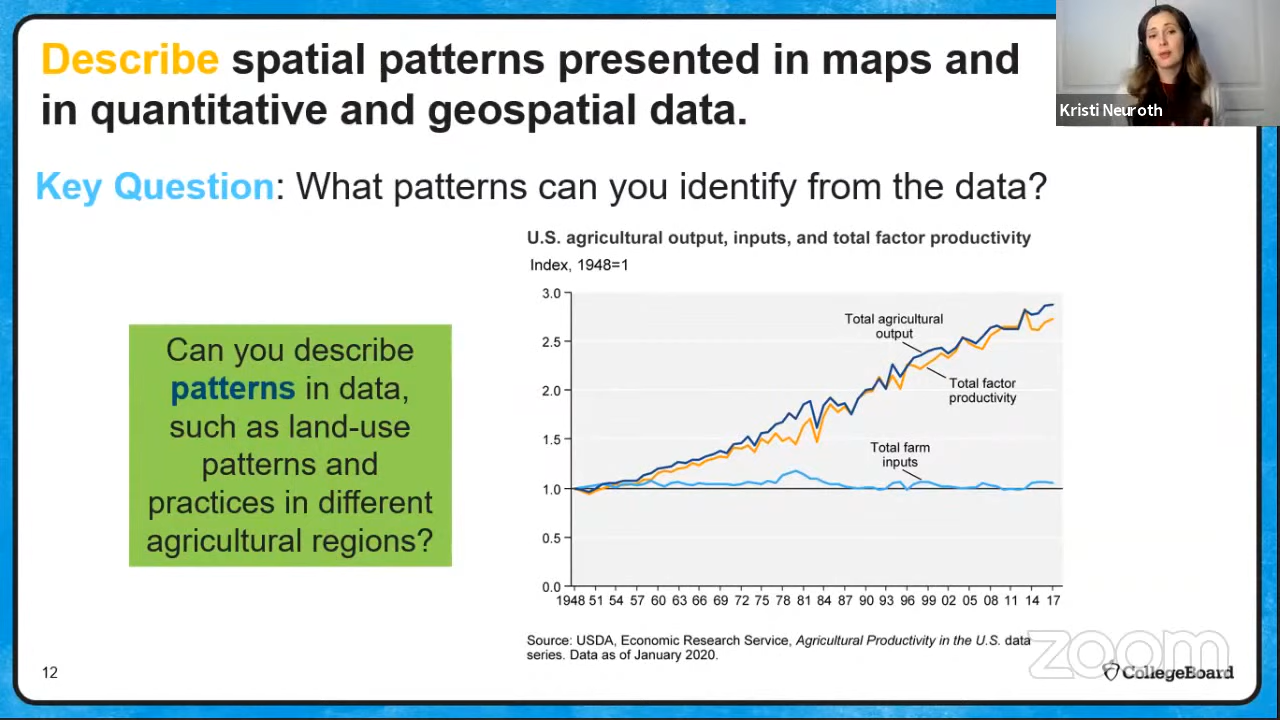 Describe spatial patterns presented in maps and
in quantitative and geospatial data.
Kristi Neuroth
Key Question: What patterns can you identify from the data?
Can you describe
patterns in data,
such as land-use
patterns and
practices in different
agricultural regions?
U.S. agricultural output, inputs, and total factor productivity
Index, 1948=1
3.0
2.5
2.0
1.5
1.0
0.5
0.0
Total agricultural
output
Total factor
productivity
Total farm
inputs
1948 51 54 57 60 63 66 69 72 75 78 81 84 87 90 93 96 99 02 05 08 11 14 17
Source: USDA, Economic Research Service, Agricultural Productivity in the U.S. data
series. Data as of January 2020.
12
zoom
CollegeBoard